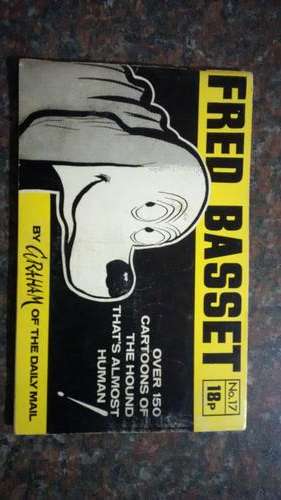 FRED BASSET
No.17
18p
OVER 150
CARTOONS OF
THE HOUND
THAT'S ALMOST
HUMAN!
BY GRAHAM OF THE DAILY MAIL